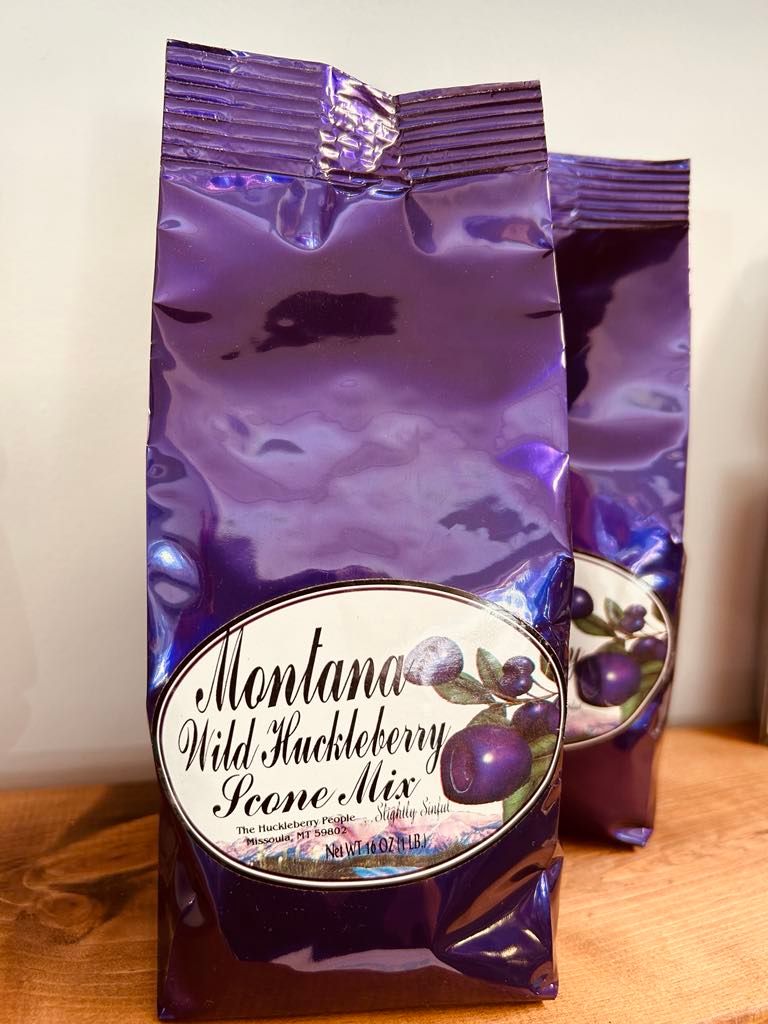 Montana
Wild Huckleberry
Scone Mix
...Slightly Sinful
The Huckleberry People
Missoula, MT 59802
Net WT 16 OZ (1 LB.)